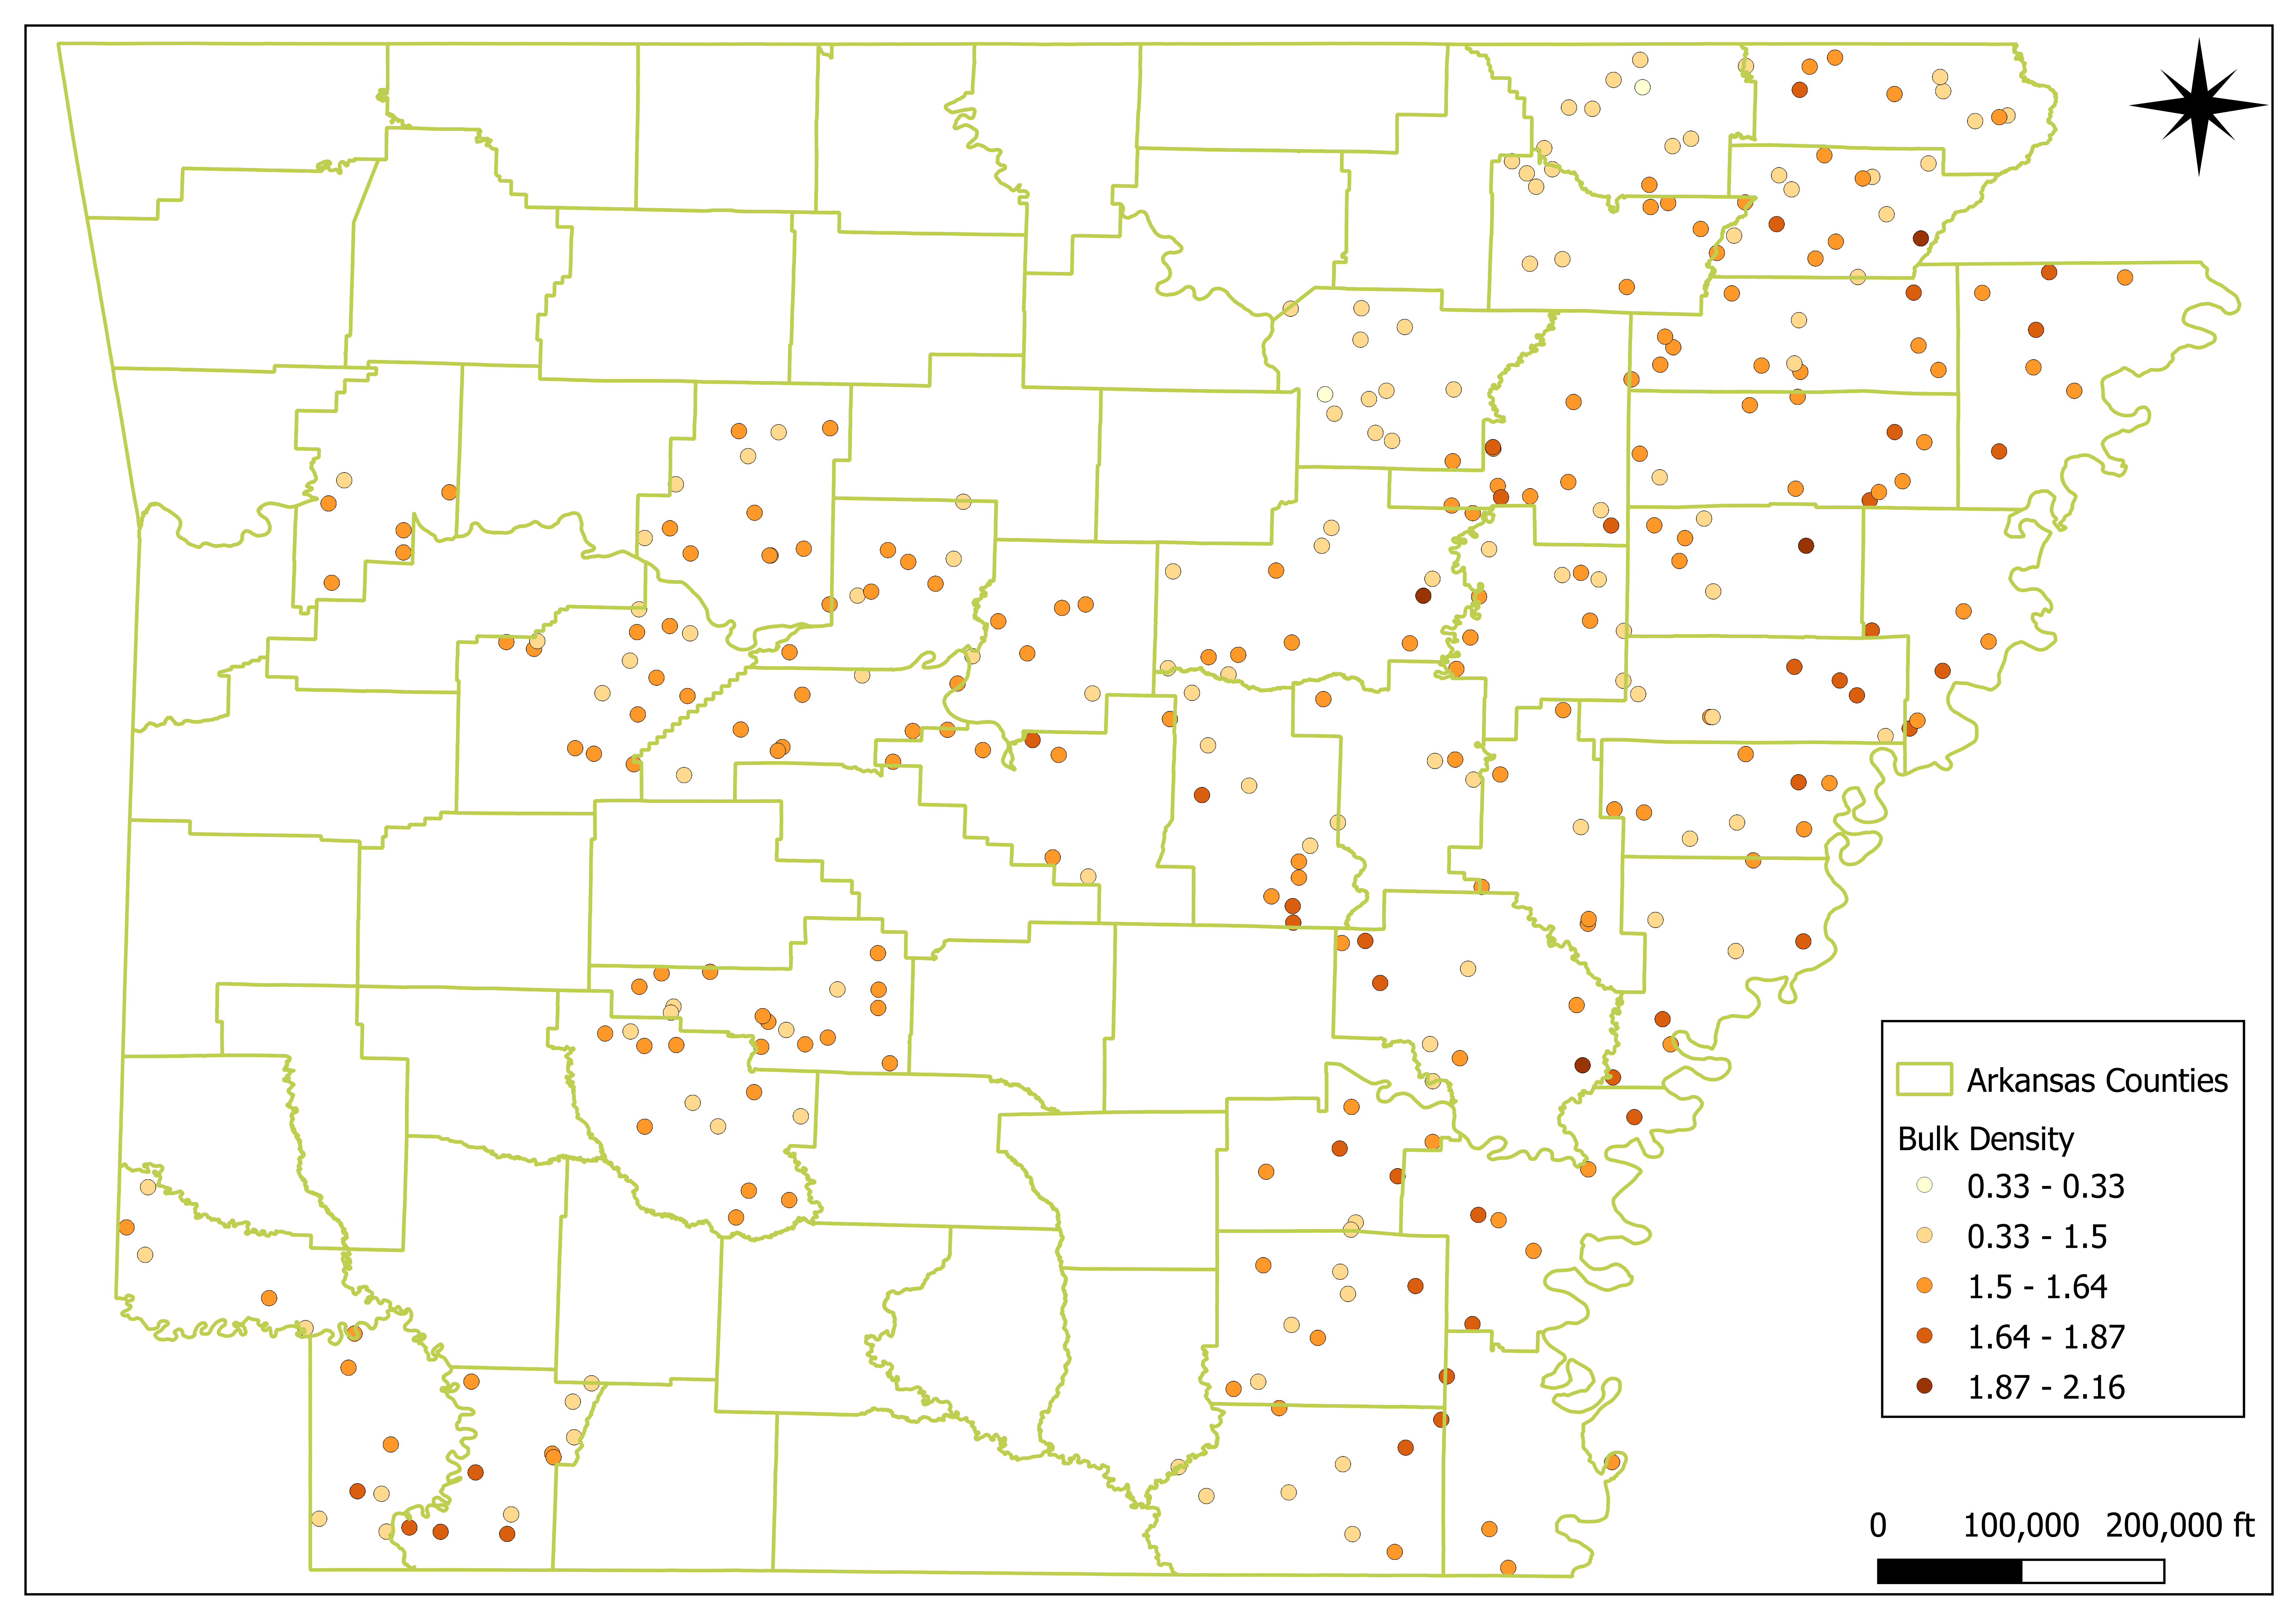 Arkansas Counties
Bulk Density
0.33 - 0.33
0.33 - 1.5
1.5 - 1.64
1.64 - 1.87
1.87 - 2.16
0 100,000 200,000 ft